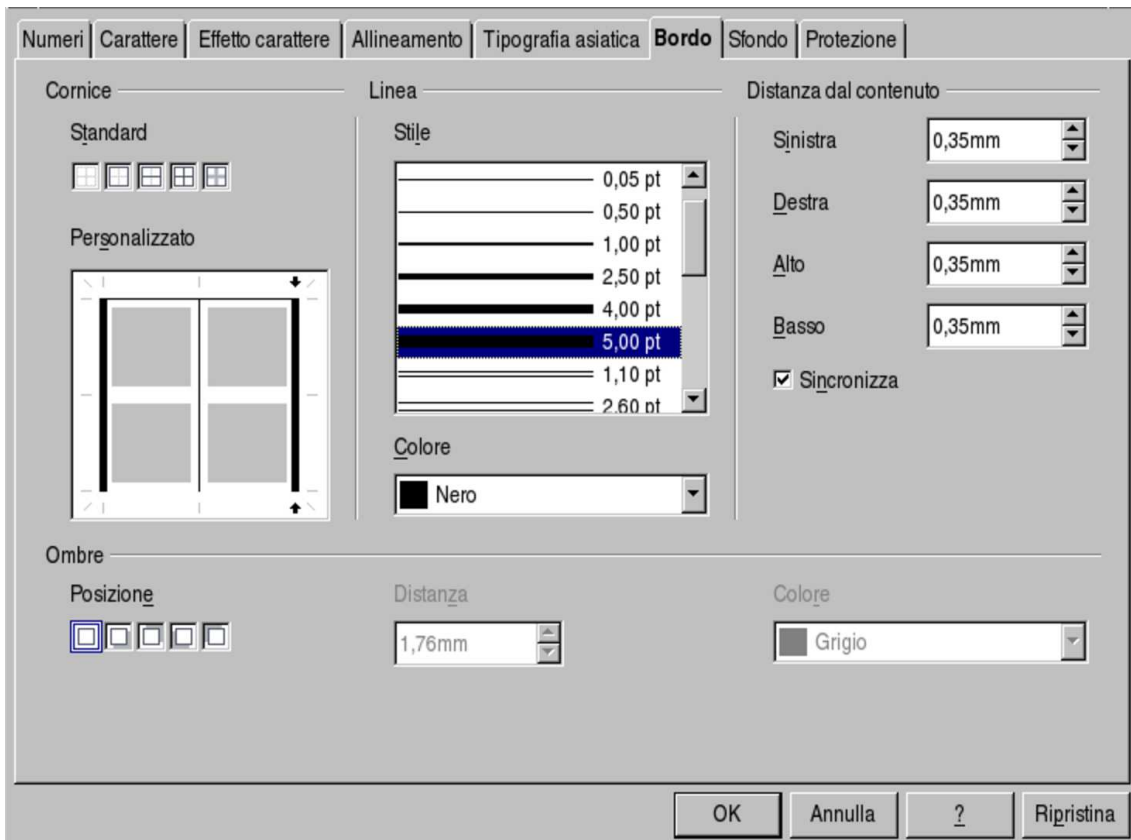 Numeri Carattere Effetto carattere Allineamento Tipografia asiatica Bordo Sfondo Protezione
Cornice
Standard
Personalizzato
Linea
Stile
0,05 pt
0,50 pt
1,00 pt
2,50 pt
4,00 pt
5,00 pt
1,10 pt
2,60 pt
Colore
Nero
Distanza dal contenuto
Sinistra 0,35mm
Destra 0,35mm
Alto 0,35mm
Basso 0,35mm
Sincronizza
Ombre
Posizione
Distanza
1,76mm
Colore
Grigio
OK Annulla ? Ripristina